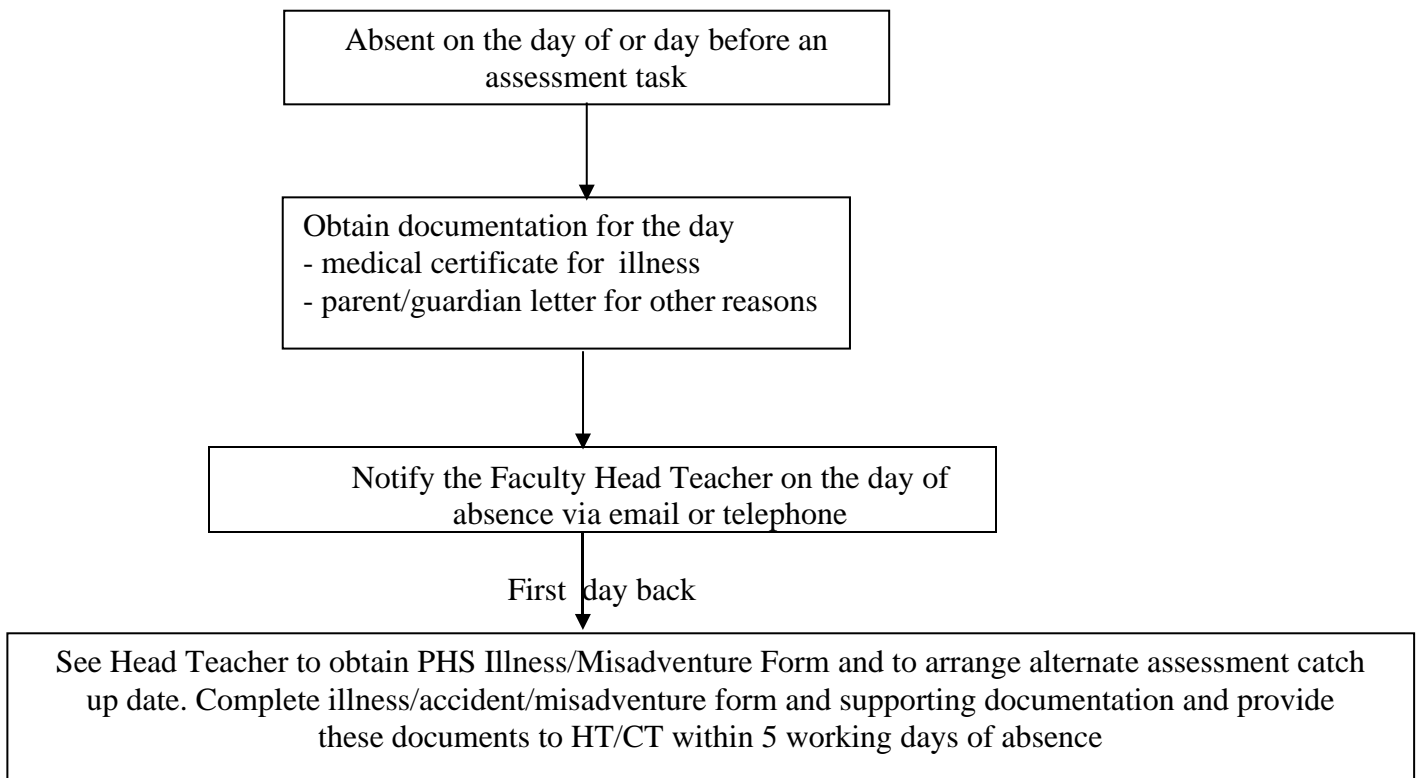 Absent on the day of or day before an
assessment task
Obtain documentation for the day
- medical certificate for illness
- parent/guardian letter for other reasons
Notify the Faculty Head Teacher on the day of
absence via email or telephone
First day back
See Head Teacher to obtain PHS Illness/Misadventure Form and to arrange alternate assessment catch
up date. Complete illness/accident/misadventure form and supporting documentation and provide
these documents to HT/CT within 5 working days of absence